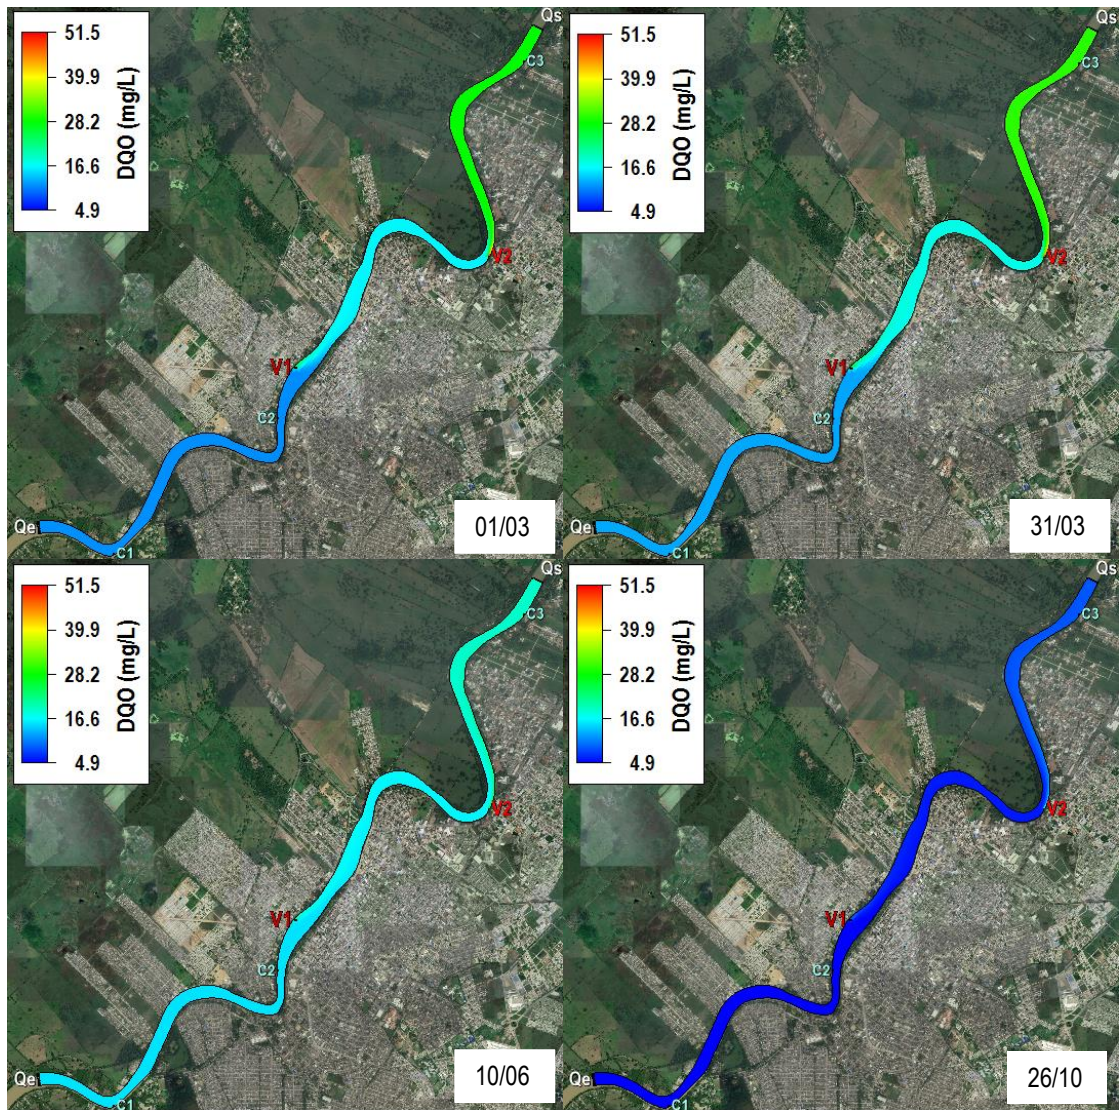 51.5
39.9
28.2
16.6
4.9
DQO (mg/L)
Qs
C3
V2
V1
C2
Qe
C1
01/03
51.5
39.9
28.2
16.6
4.9
DQO (mg/L)
Qs
C3
V2
V1
C2
Qe
C1
31/03
51.5
39.9
28.2
16.6
4.9
DQO (mg/L)
Qs
C3
V2
V1
C2
Qe
C1
10/06
51.5
39.9
28.2
16.6
4.9
DQO (mg/L)
Qs
C3
V2
V1
C2
Qe
C1
26/10